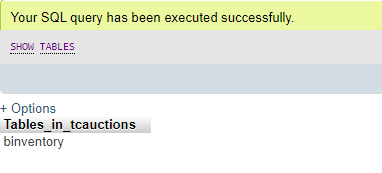 Your SQL query has been executed successfully.
SHOW TABLES
+ Options
Tables_in_tcauctions
binventory